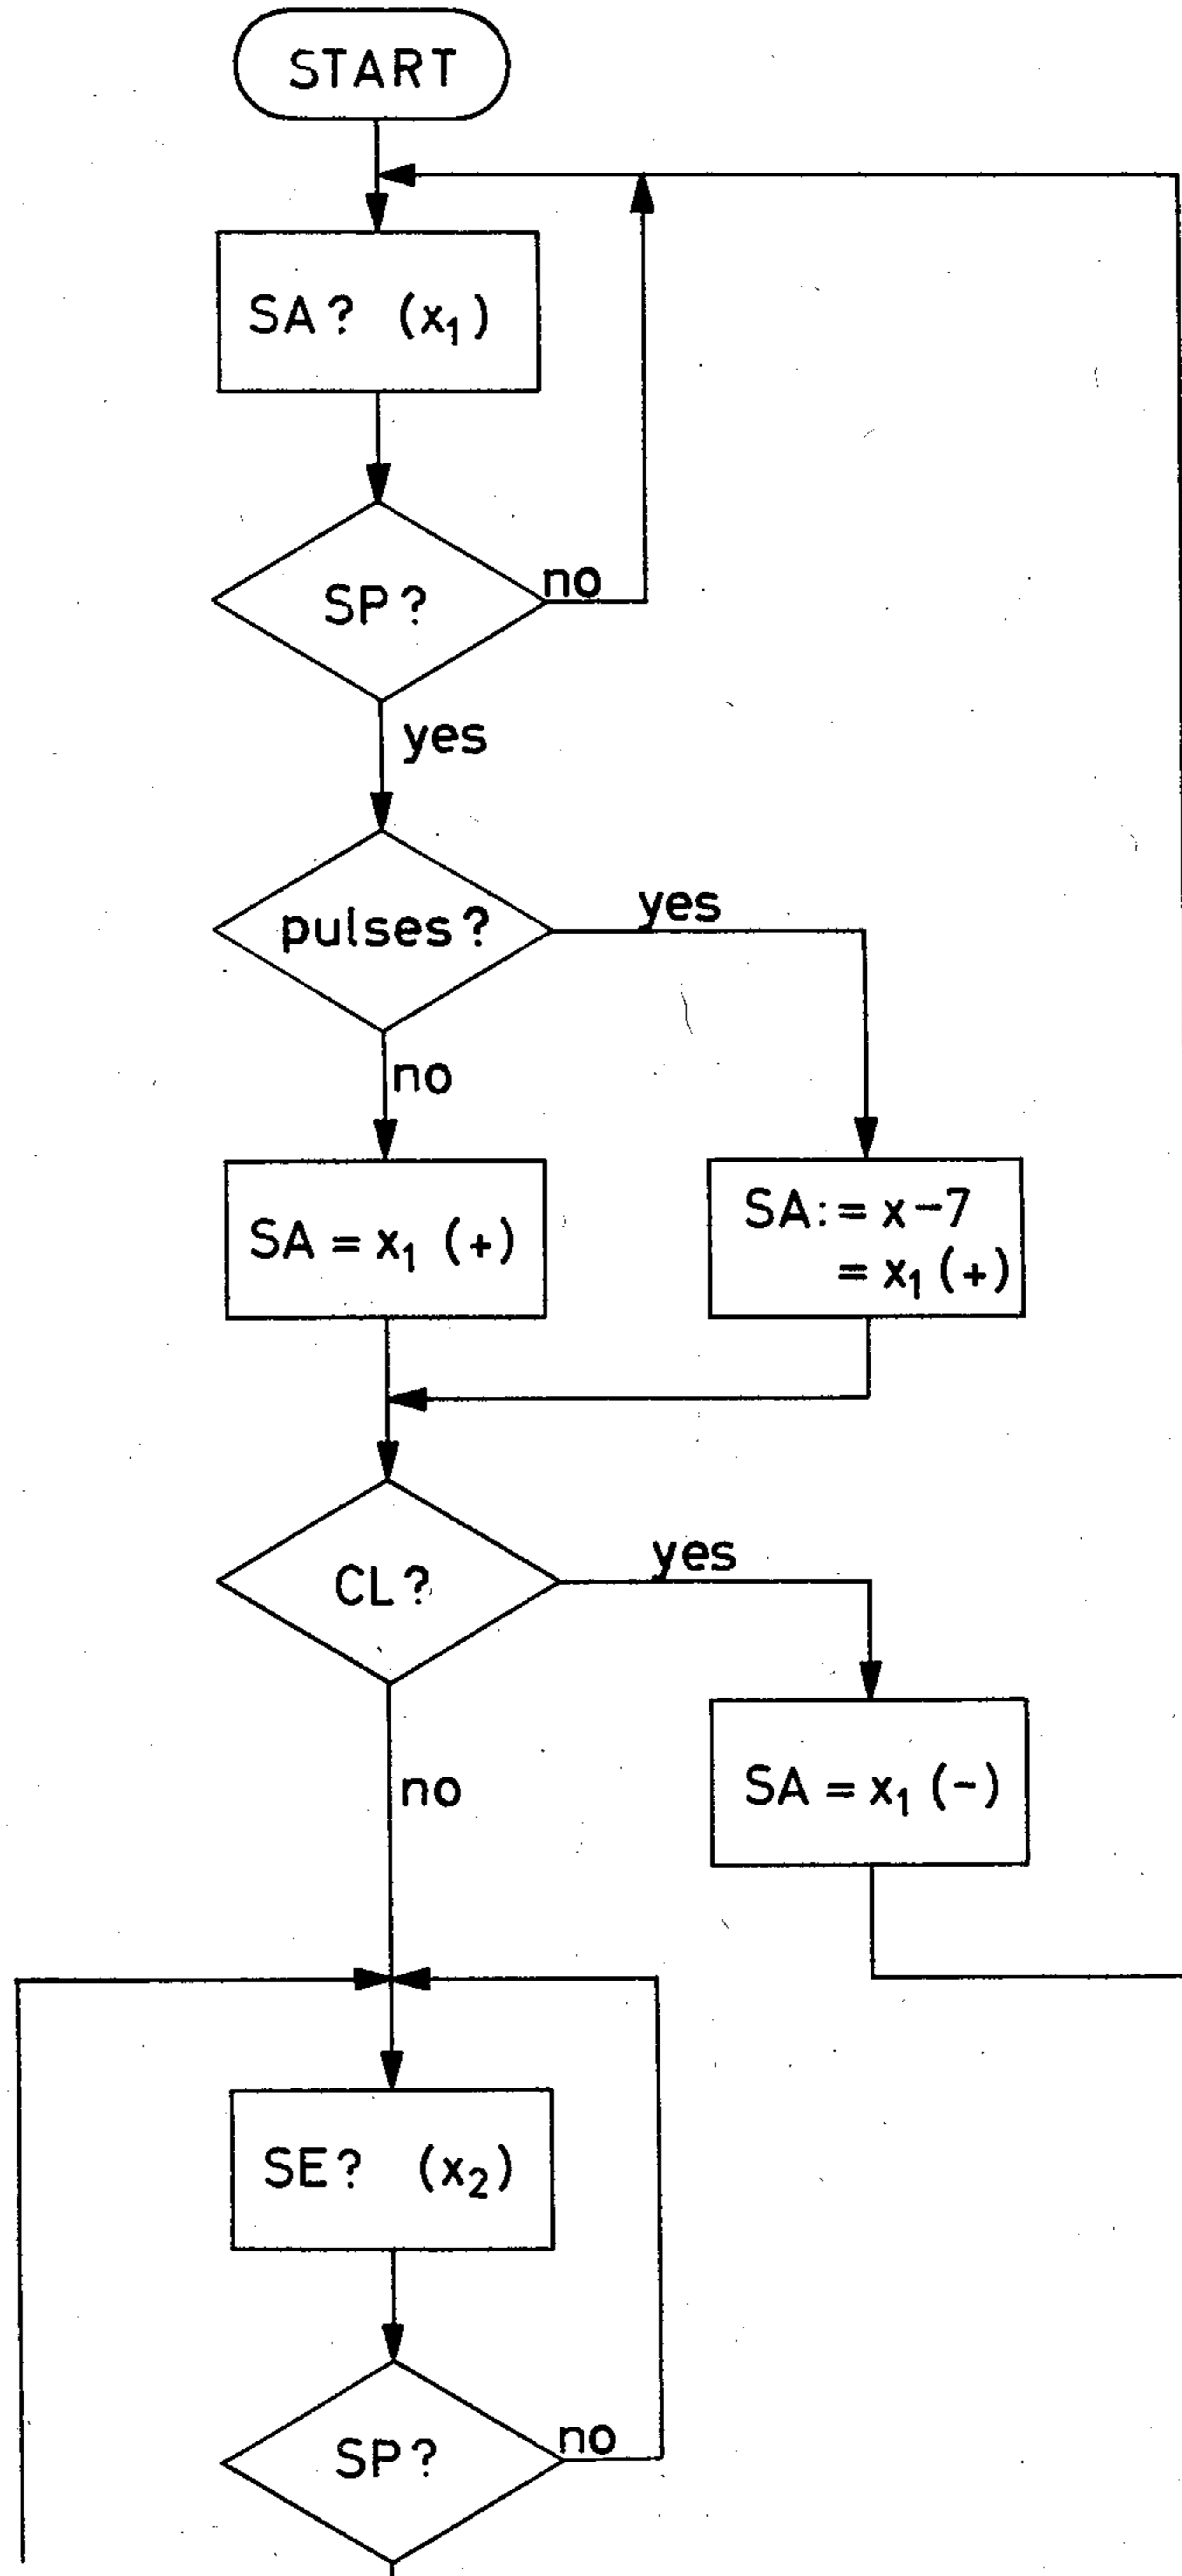 START
SA? (x₁)
SP?
no
yes
pulses?
yes
no
SA = x₁ (+)
SA: = x-7
= x₁ (+)
CL?
yes
no
SA = x₁ (-)
SE? (x₂)
SP?
no